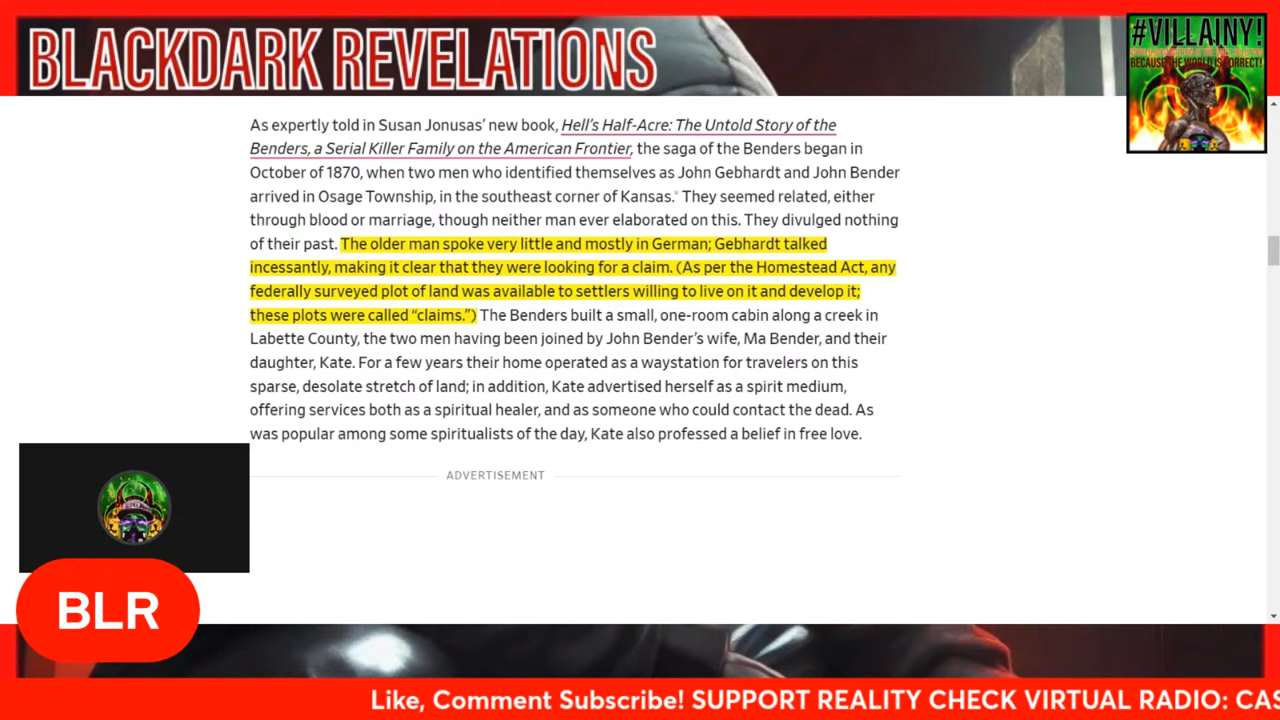 BLACKDARK REVELATIONS
#VILLAINY!
BECAUSE THE WORLD IS CORRECT!
As expertly told in Susan Jonusas’ new book, Hell’s Half-Acre: The Untold Story of the
Benders, a Serial Killer Family on the American Frontier, the saga of the Benders began in
October of 1870, when two men who identified themselves as John Gebhardt and John Bender
arrived in Osage Township, in the southeast corner of Kansas.* They seemed related, either
through blood or marriage, though neither man ever elaborated on this. They divulged nothing
of their past. The older man spoke very little and mostly in German; Gebhardt talked
incessantly, making it clear that they were looking for a claim. (As per the Homestead Act, any
federally surveyed plot of land was available to settlers willing to live on it and develop it;
these plots were called “claims.”) The Benders built a small, one-room cabin along a creek in
Labette County, the two men having been joined by John Bender’s wife, Ma Bender, and their
daughter, Kate. For a few years their home operated as a waystation for travelers on this
sparse, desolate stretch of land; in addition, Kate advertised herself as a spirit medium,
offering services both as a spiritual healer, and as someone who could contact the dead. As
was popular among some spiritualists of the day, Kate also professed a belief in free love.
ADVERTISEMENT
BLR
Like, Comment Subscribe! SUPPORT REALITY CHECK VIRTUAL RADIO: CAS